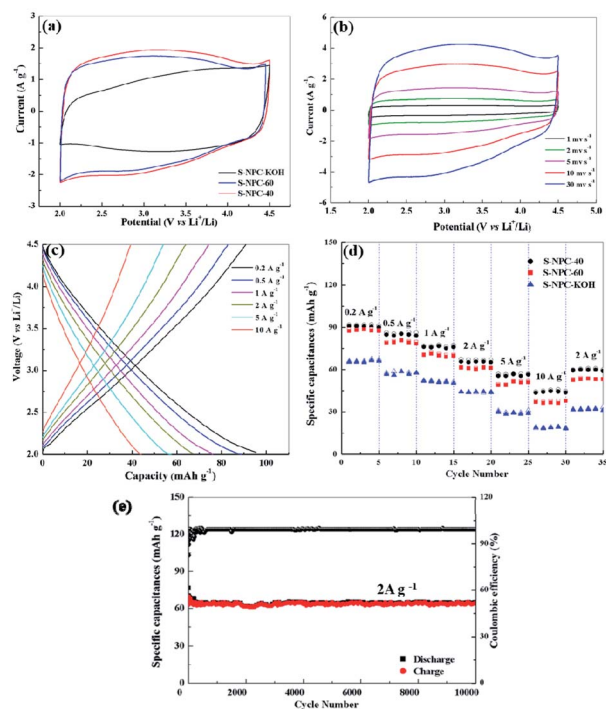 (a)
Current (A g⁻¹)
3
2
1
0
-1
-2
-3
S-NPC-KOH
S-NPC-60
S-NPC-40
2.0 2.5 3.0 3.5 4.0 4.5
Potential (V vs Li⁺/Li)
(b)
Current (A g⁻¹)
6
4
2
0
-2
-4
-6
1 mv s⁻¹
2 mv s⁻¹
5 mv s⁻¹
10 mv s⁻¹
30 mv s⁻¹
1.5 2.0 2.5 3.0 3.5 4.0 4.5 5.0
Potential (V vs Li⁺/Li)
(c)
Voltage (V vs Li⁺/Li)
4.5
4.0
3.5
3.0
2.5
2.0
0.2 A g⁻¹
0.5 A g⁻¹
1 A g⁻¹
2 A g⁻¹
5 A g⁻¹
10 A g⁻¹
0 20 40 60 80 100
Capacity (mAh g⁻¹)
(d)
Specific capacitances (mAh g⁻¹)
150
120
90
60
30
0
S-NPC-40
S-NPC-60
S-NPC-KOH
0.2 A g⁻¹
0.5 A g⁻¹
1 A g⁻¹
2 A g⁻¹
5 A g⁻¹
10 A g⁻¹
2 A g⁻¹
0 5 10 15 20 25 30 35
Cycle Number
(e)
Specific capacitances (mAh g⁻¹)
150
120
90
60
30
0
2A g⁻¹
Discharge
Charge
120
90
60
30
0
Coulombic efficiency (%)
0 2000 4000 6000 8000 10000
Cycle Number